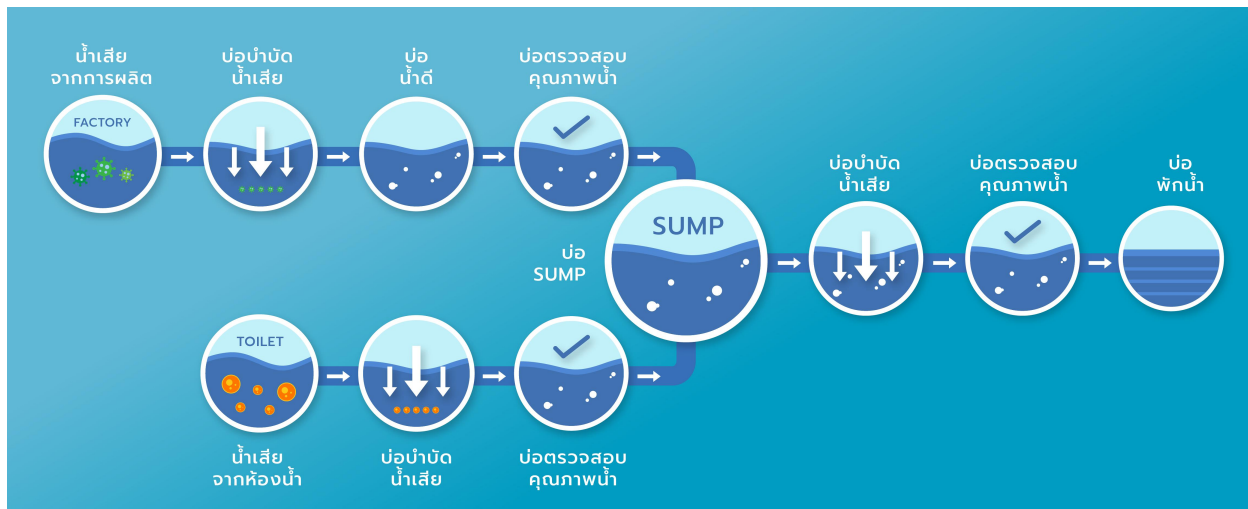 น้ำเสีย
จากการผลิต
FACTORY
บ่อบำบัด
น้ำเสีย
บ่อ
น้ำดี
บ่อตรวจสอบ
คุณภาพน้ำ
บ่อ
SUMP
SUMP
บ่อบำบัด
น้ำเสีย
บ่อตรวจสอบ
คุณภาพน้ำ
บ่อ
พักน้ำ
TOILET
น้ำเสีย
จากห้องน้ำ
บ่อบำบัด
น้ำเสีย
บ่อตรวจสอบ
คุณภาพน้ำ